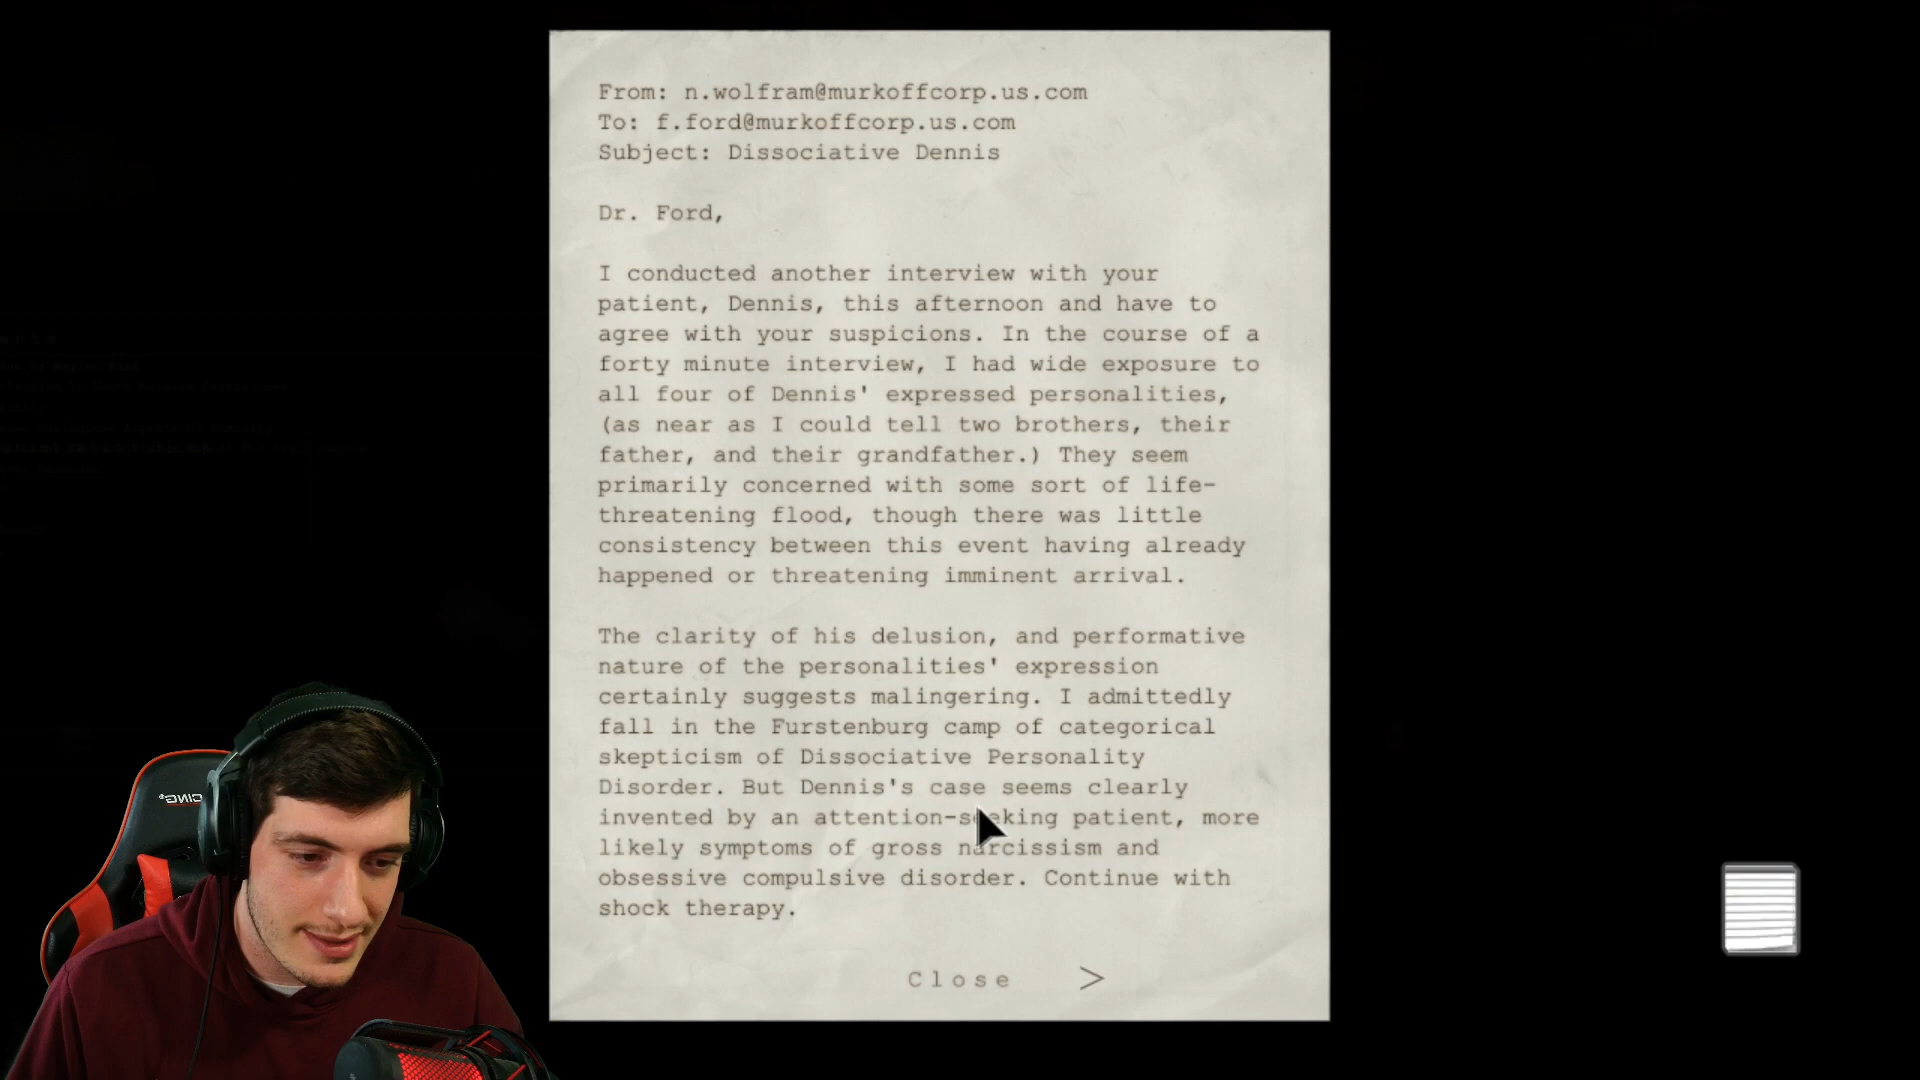 From: n.wolfram@murkoffcorp.us.com
To: f.ford@murkoffcorp.us.com
Subject: Dissociative Dennis
Dr. Ford,
I conducted another interview with your
patient, Dennis, this afternoon and have to
agree with your suspicions. In the course of a
forty minute interview, I had wide exposure to
all four of Dennis' expressed personalities,
(as near as I could tell two brothers, their
father, and their grandfather.) They seem
primarily concerned with some sort of life-
threatening flood, though there was little
consistency between this event having already
happened or threatening imminent arrival.
The clarity of his delusion, and performative
nature of the personalities' expression
certainly suggests malingering. I admittedly
fall in the Furstenburg camp of categorical
skepticism of Dissociative Personality
Disorder. But Dennis's case seems clearly
invented by an attention-seeking patient, more
likely symptoms of gross narcissism and
obsessive compulsive disorder. Continue with
shock therapy.
Close >